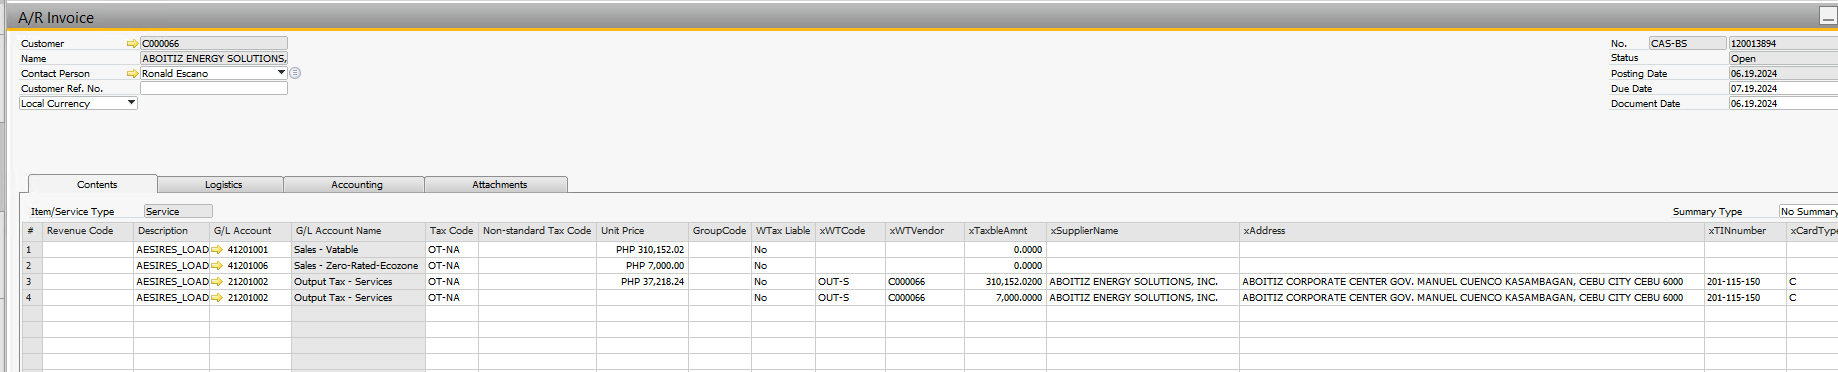 A/R Invoice
Customer C000066 No. CAS-BS 120013894
Name ABOITIZ ENERGY SOLUTIONS, Status Open
Contact Person Ronald Escano Posting Date 06.19.2024
Customer Ref. No. Due Date 07.19.2024
Local Currency Document Date 06.19.2024
Contents Logistics Accounting Attachments
Item/Service Type Service Summary Type No Summary
# Revenue Code Description G/L Account G/L Account Name Tax Code Non-standard Tax Code Unit Price GroupCode WTax Liable xWTCode xWTVendor xTaxbleAmnt xSupplierName xAddress xTINnumber xCardType
1 AESIRES_LOAD 41201001 Sales - Vatable OT-NA PHP 310,152.02 No 0.0000
2 AESIRES_LOAD 41201006 Sales - Zero-Rated-Ecozone OT-NA PHP 7,000.00 No 0.0000
3 AESIRES_LOAD 21201002 Output Tax - Services OT-NA PHP 37,218.24 No OUT-S C000066 310,152.0200 ABOITIZ ENERGY SOLUTIONS, INC. ABOITIZ CORPORATE CENTER GOV. MANUEL CUENCO KASAMBAGAN, CEBU CITY CEBU 6000 201-115-150 C
4 AESIRES_LOAD 21201002 Output Tax - Services OT-NA No OUT-S C000066 7,000.0000 ABOITIZ ENERGY SOLUTIONS, INC. ABOITIZ CORPORATE CENTER GOV. MANUEL CUENCO KASAMBAGAN, CEBU CITY CEBU 6000 201-115-150 C